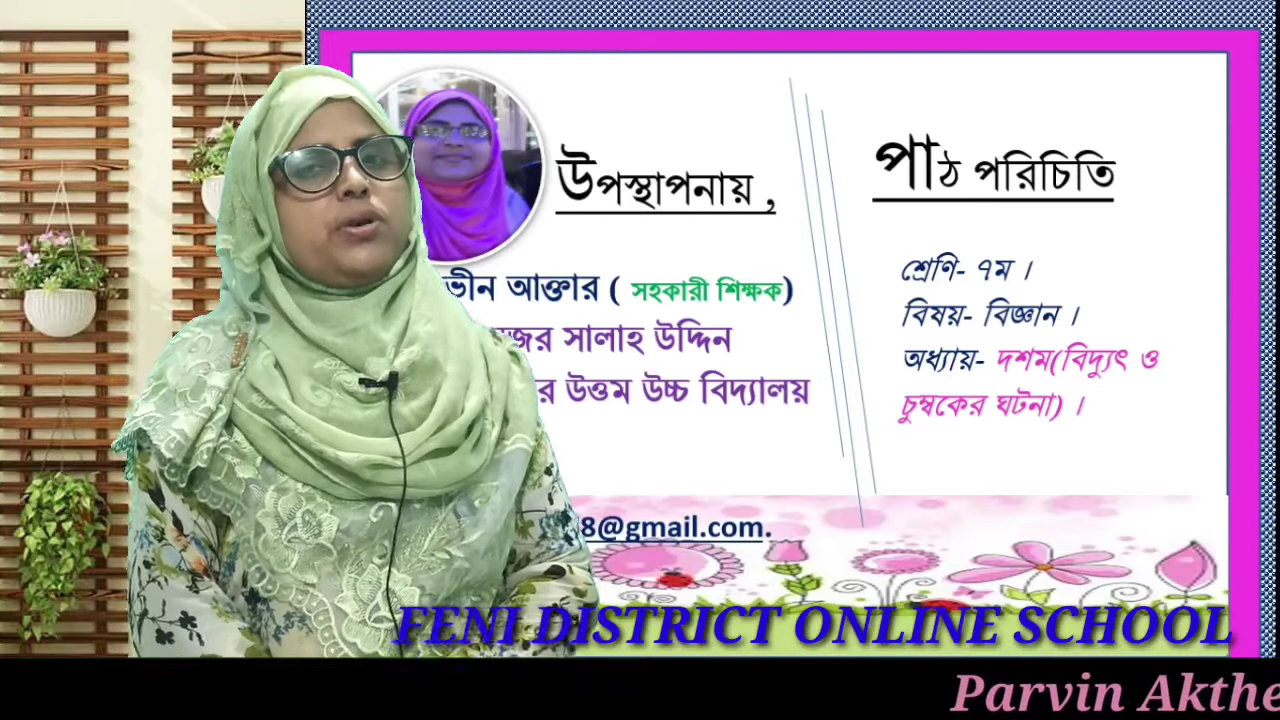 উপস্থাপনায় ,
ভীন আক্তার ( সহকারী শিক্ষক)
সালাহ উদ্দিন
উত্তম উচ্চ বিদ্যালয়
8@gmail.com.
পাঠ পরিচিতি
শ্রেণি- ৭ম ।
বিষয়- বিজ্ঞান ।
অধ্যায়- দশম(বিদ্যুৎ ও
চুম্বকের ঘটনা) ।
FENI DISTRICT ONLINE SCHOOL
Parvin Akthe